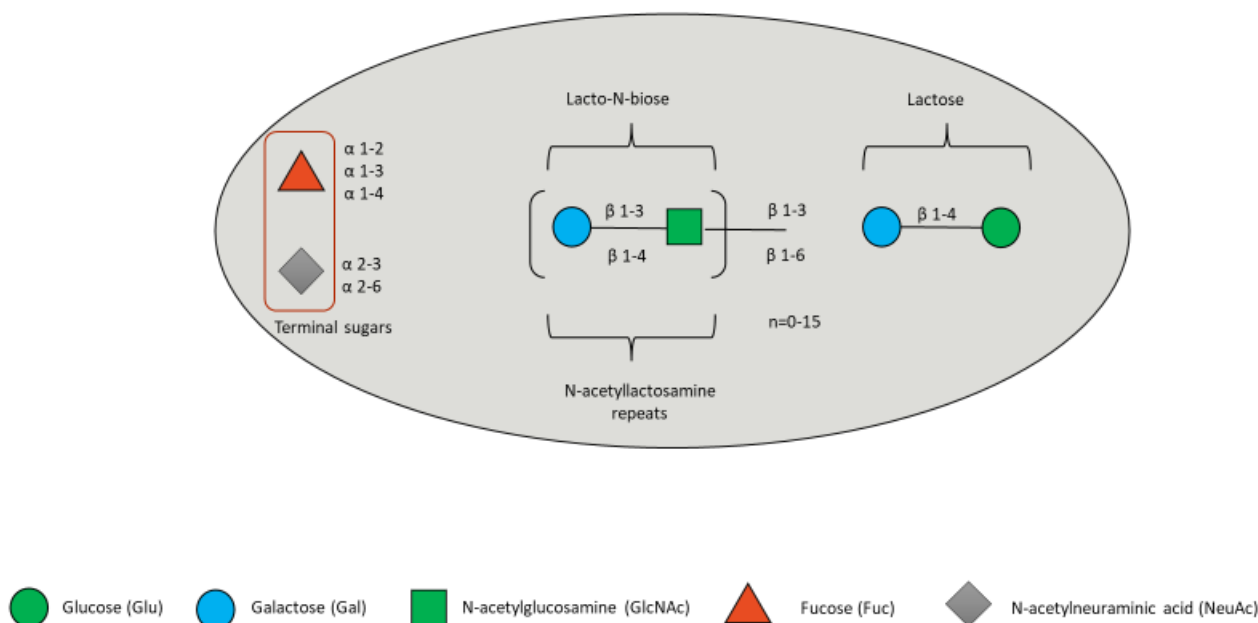 Lacto-N-biose
Lactose
α 1-2
α 1-3
α 1-4
β 1-3
β 1-3
β 1-4
β 1-4
β 1-6
α 2-3
α 2-6
Terminal sugars
n=0-15
N-acetyllactosamine
repeats
Glucose (Glu)
Galactose (Gal)
N-acetylglucosamine (GlcNAc)
Fucose (Fuc)
N-acetylneuraminic acid (NeuAc)